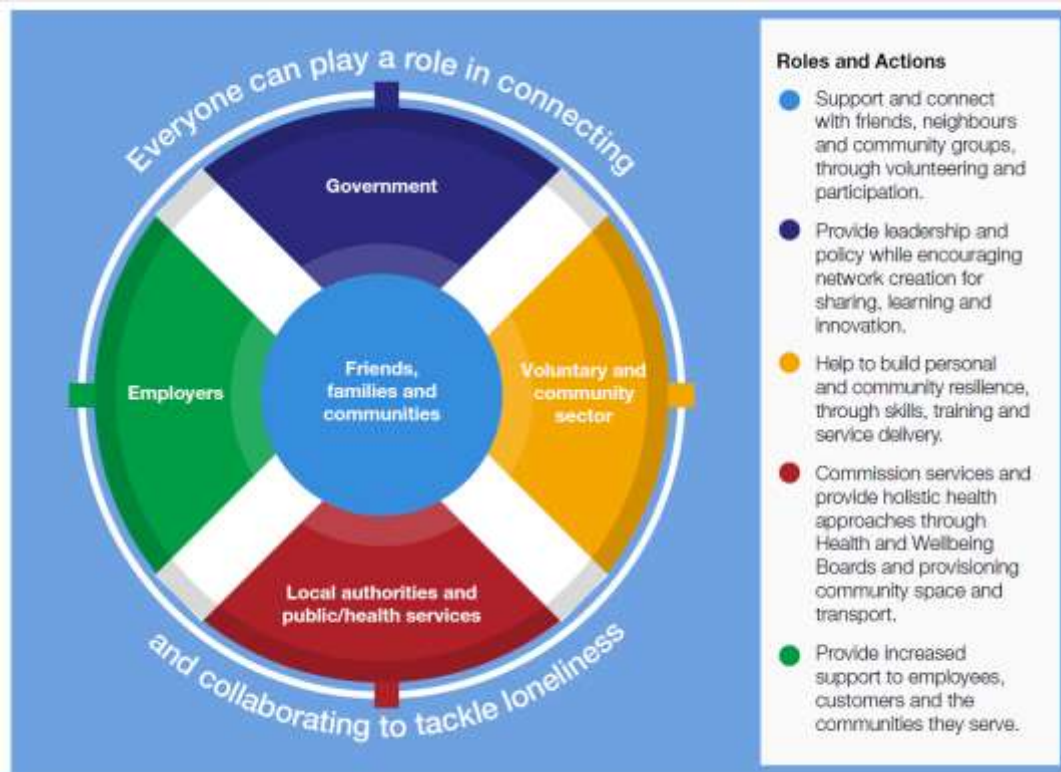 Everyone can play a role in connecting
Government
Employers
Friends,
families and
communities
Voluntary and
community
sector
Local authorities and
public/health services
and collaborating to tackle loneliness
Roles and Actions
Support and connect
with friends, neighbours
and community groups,
through volunteering and
participation.
Provide leadership and
policy while encouraging
network creation for
sharing, learning and
innovation.
Help to build personal
and community resilience,
through skills, training and
service delivery.
Commission services and
provide holistic health
approaches through
Health and Wellbeing
Boards and provisioning
community space and
transport.
Provide increased
support to employees,
customers and the
communities they serve.